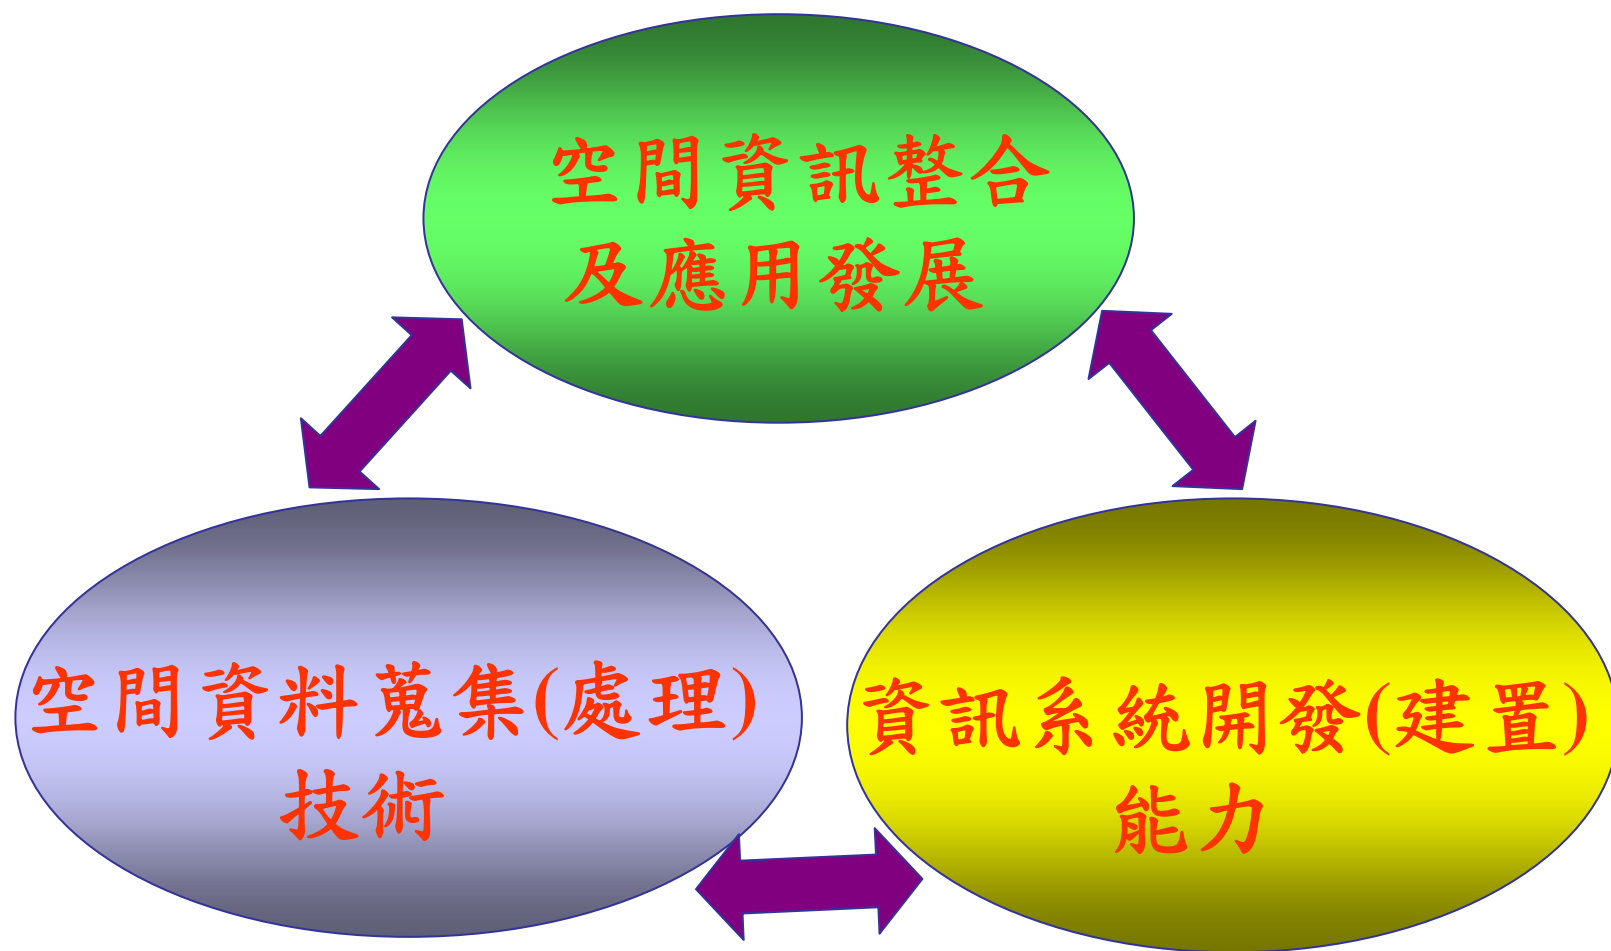 空間資訊整合
及應用發展
空間資料蒐集(處理)
技術
資訊系統開發(建置)
能力